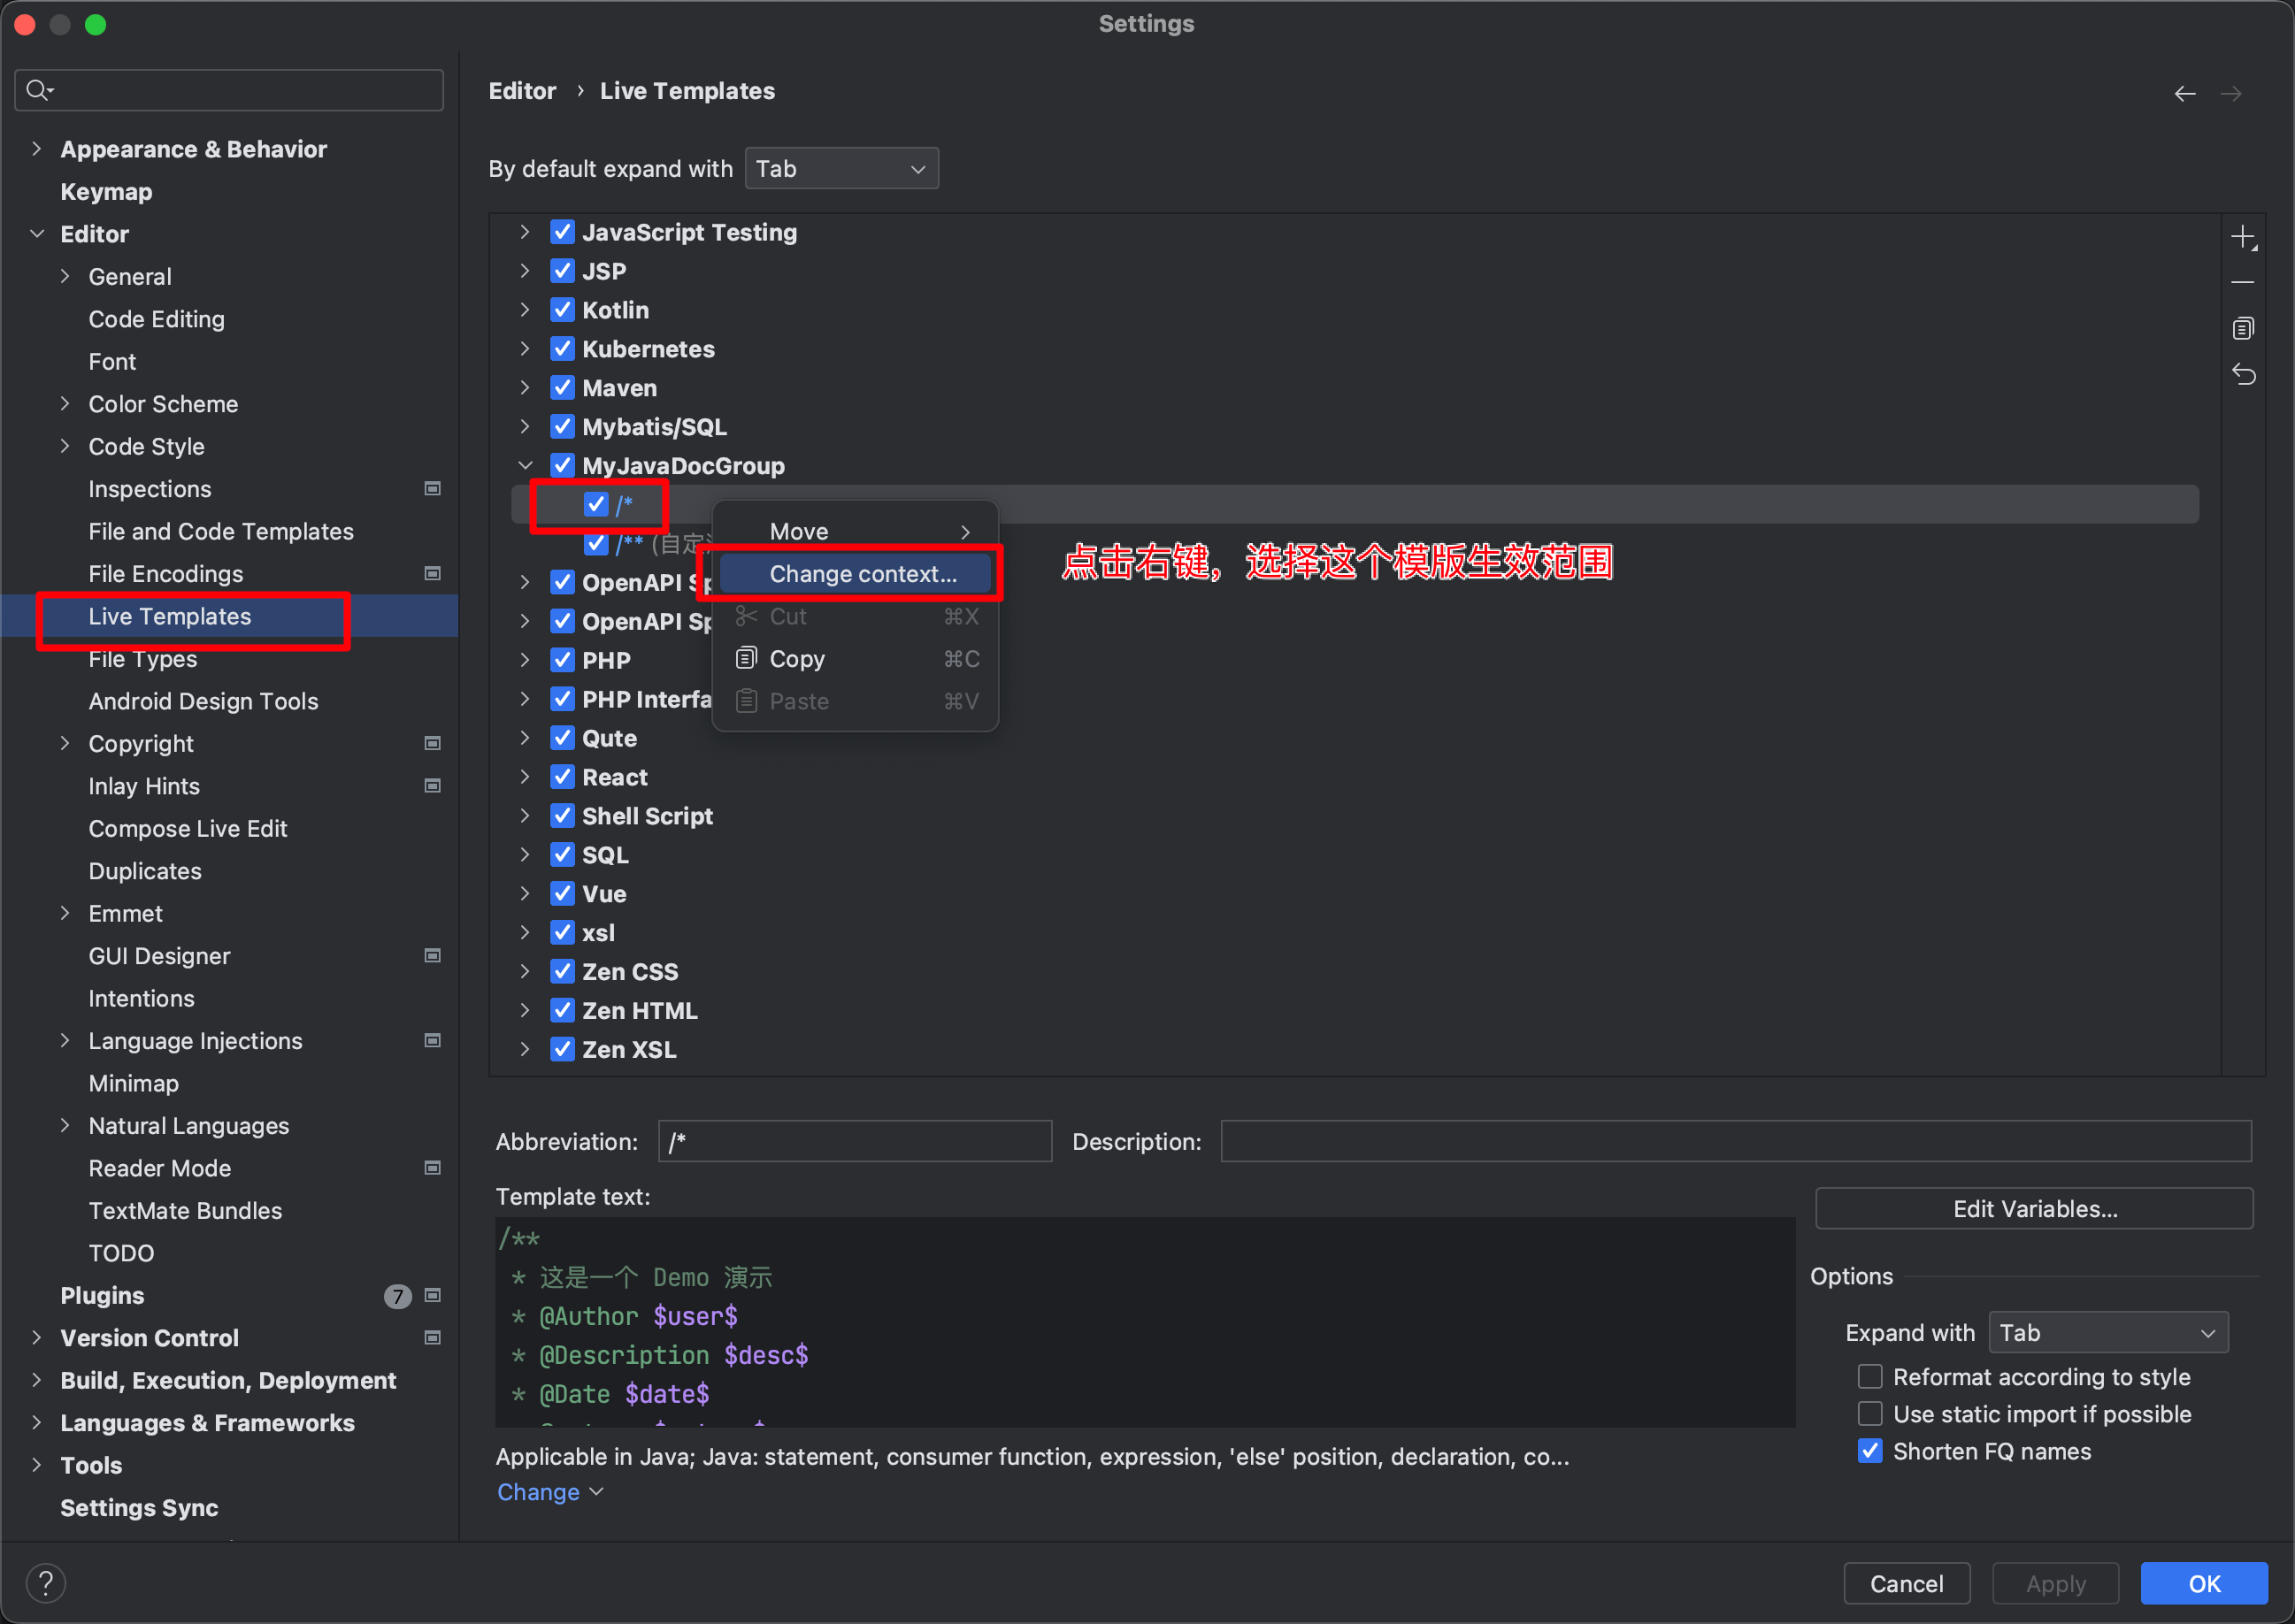 Settings
Appearance & Behavior
Keymap
Editor
General
Code Editing
Font
Color Scheme
Code Style
Inspections
File and Code Templates
File Encodings
Live Templates
File Types
Android Design Tools
Copyright
Inlay Hints
Compose Live Edit
Duplicates
Emmet
GUI Designer
Intentions
Language Injections
Minimap
Natural Languages
Reader Mode
TextMate Bundles
TODO
Plugins 7
Version Control
Build, Execution, Deployment
Languages & Frameworks
Tools
Settings Sync
Editor › Live Templates
By default expand with Tab
JavaScript Testing
JSP
Kotlin
Kubernetes
Maven
Mybatis/SQL
MyJavaDocGroup
/*
/** (自定
OpenAPI Sp
OpenAPI Sp
PHP
PHP Interfa
Qute
React
Shell Script
SQL
Vue
xsl
Zen CSS
Zen HTML
Zen XSL
Move
Change context...
Cut ⌘X
Copy ⌘C
Paste ⌘V
点击右键，选择这个模版生效范围
Abbreviation: /* Description:
Template text:
/**
* 这是一个 Demo 演示
* @Author $user$
* @Description $desc$
* @Date $date$
Applicable in Java; Java: statement, consumer function, expression, 'else' position, declaration, co...
Change
Edit Variables...
Options
Expand with Tab
Reformat according to style
Use static import if possible
Shorten FQ names
?
Cancel
Apply
OK